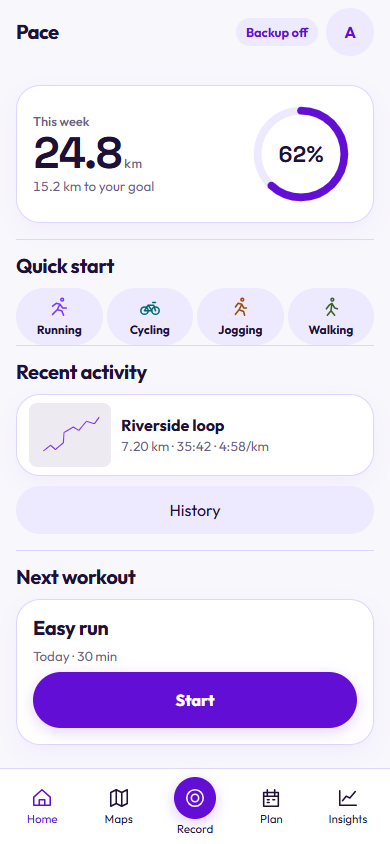 Pace
Backup off
A
This week
24.8 km
15.2 km to your goal
62%
Quick start
Running
Cycling
Jogging
Walking
Recent activity
Riverside loop
7.20 km · 35:42 · 4:58/km
History
Next workout
Easy run
Today · 30 min
Start
Home
Maps
Record
Plan
Insights